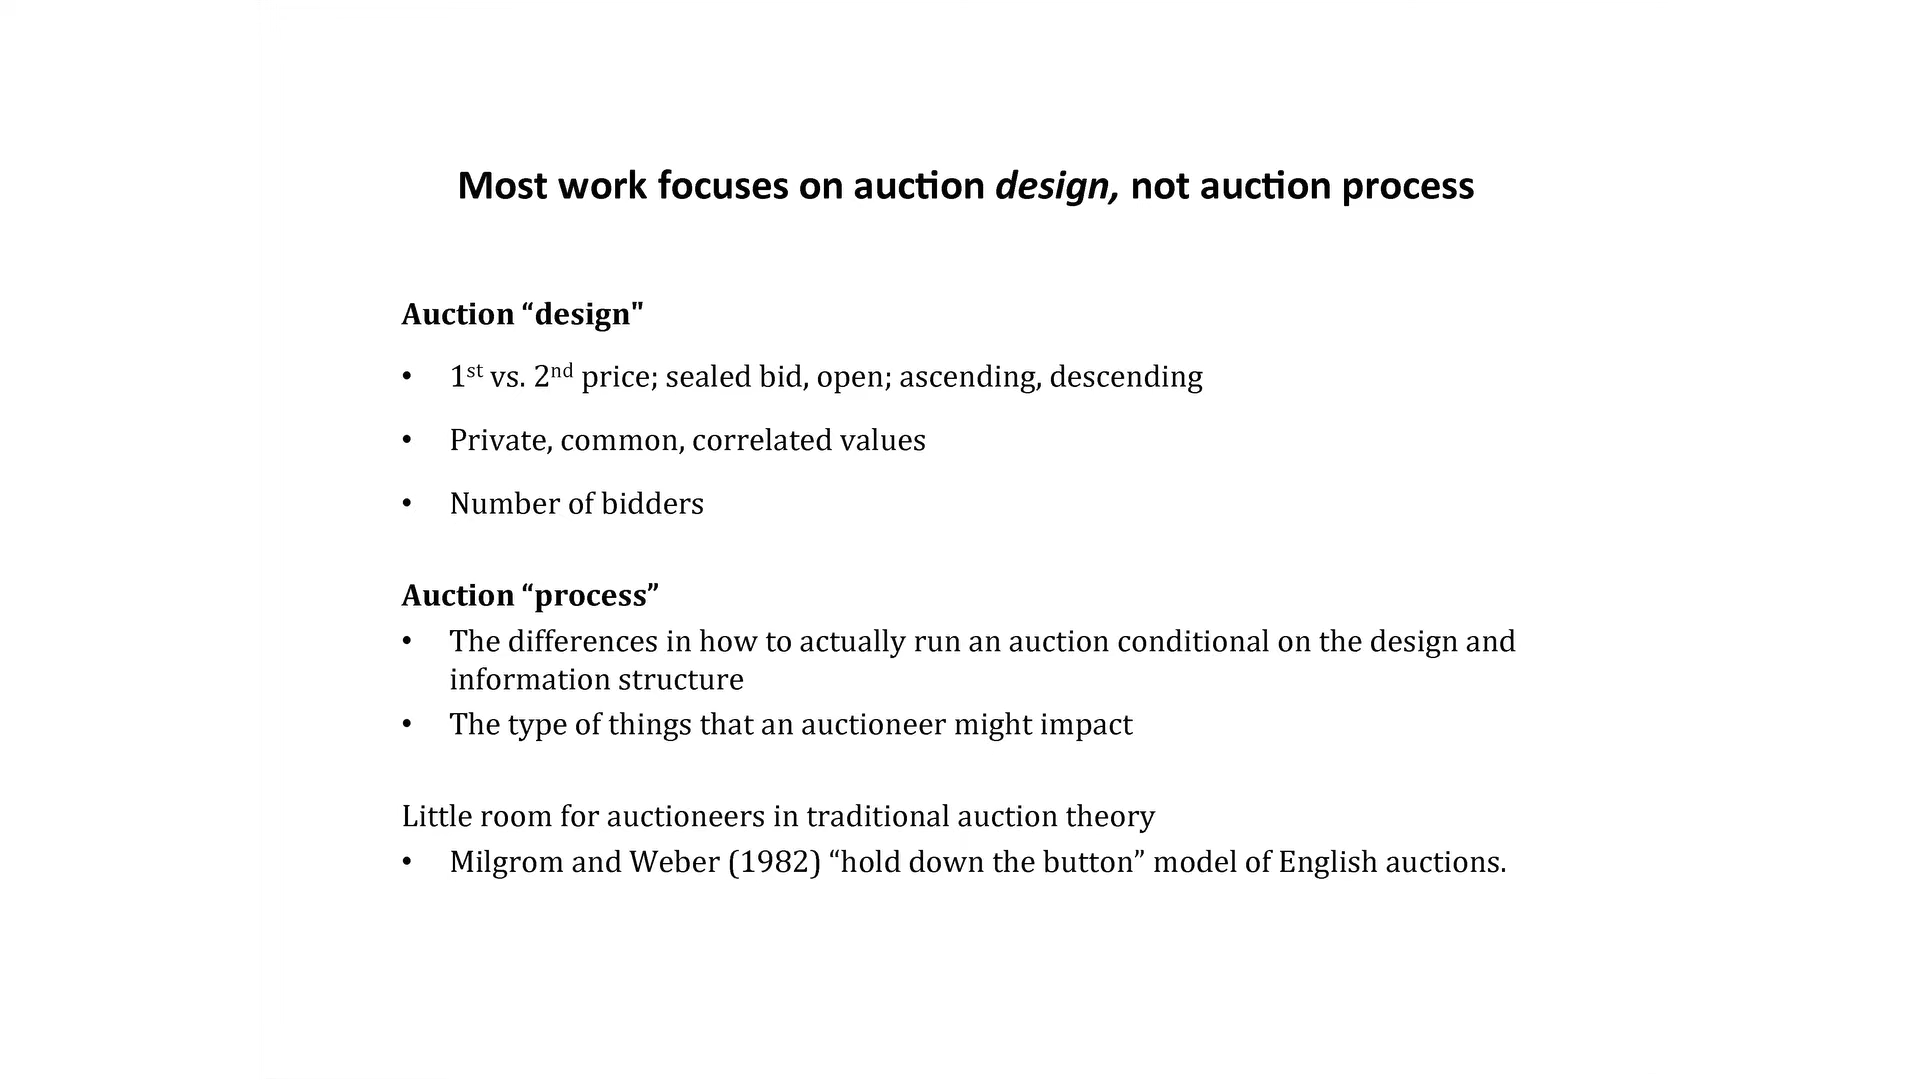 Most work focuses on auction design, not auction process
Auction “design"
• 1st vs. 2nd price; sealed bid, open; ascending, descending
• Private, common, correlated values
• Number of bidders
Auction “process”
• The differences in how to actually run an auction conditional on the design and
information structure
• The type of things that an auctioneer might impact
Little room for auctioneers in traditional auction theory
• Milgrom and Weber (1982) “hold down the button” model of English auctions.